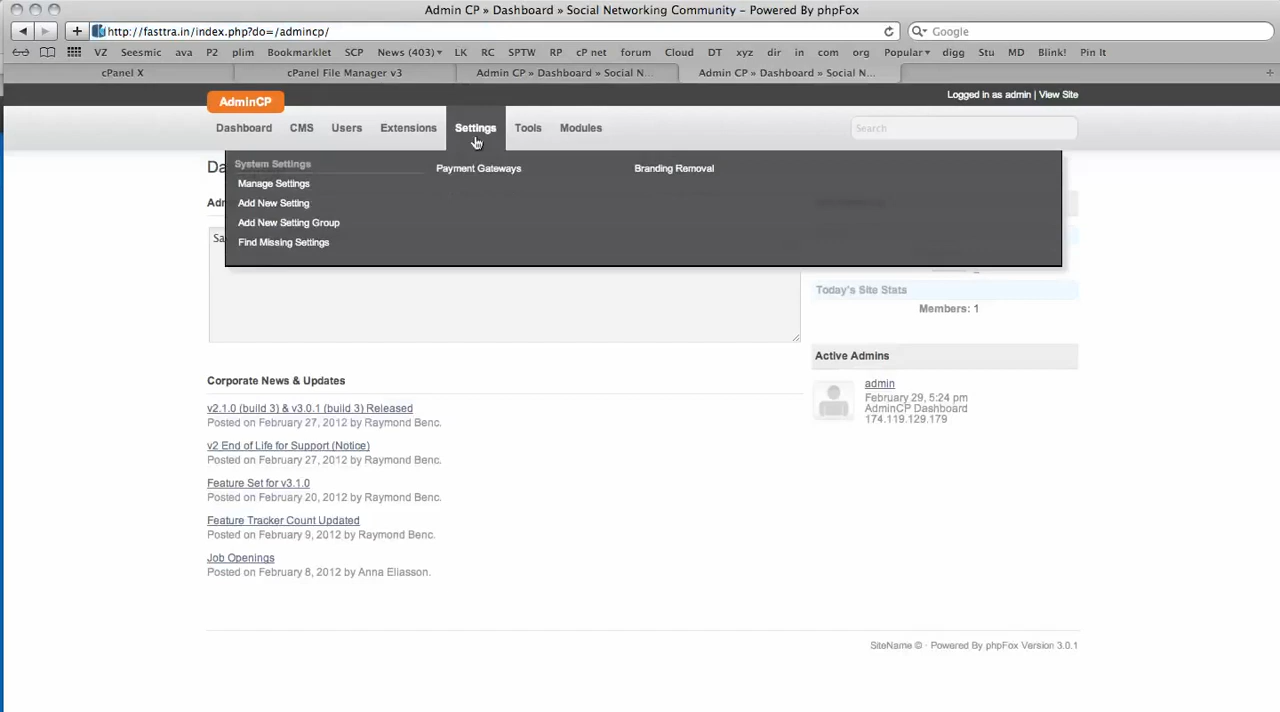 Admin CP » Dashboard » Social Networking Community – Powered By phpFox
http://fasttra.in/index.php?do=/admincp/
Google
VZ Seesmic ava P2 plim Bookmarklet SCP News (403) LK RC SPTW RP cP net forum Cloud DT xyz dir in com org Popular digg Stu MD Blink! Pin It
cPanel X
cPanel File Manager v3
Admin CP » Dashboard » Social N...
Admin CP » Dashboard » Social N...
AdminCP
Logged in as admin | View Site
Dashboard CMS Users Extensions Settings Tools Modules
Search
System Settings
Payment Gateways
Branding Removal
Manage Settings
Add New Setting
Add New Setting Group
Find Missing Settings
Da
Adm
Sa
Today's Site Stats
Members: 1
Active Admins
admin
February 29, 5:24 pm
AdminCP Dashboard
174.119.129.179
Corporate News & Updates
v2.1.0 (build 3) & v3.0.1 (build 3) Released
Posted on February 27, 2012 by Raymond Benc.
v2 End of Life for Support (Notice)
Posted on February 27, 2012 by Raymond Benc.
Feature Set for v3.1.0
Posted on February 20, 2012 by Raymond Benc.
Feature Tracker Count Updated
Posted on February 9, 2012 by Raymond Benc.
Job Openings
Posted on February 8, 2012 by Anna Eliasson.
SiteName © · Powered By phpFox Version 3.0.1